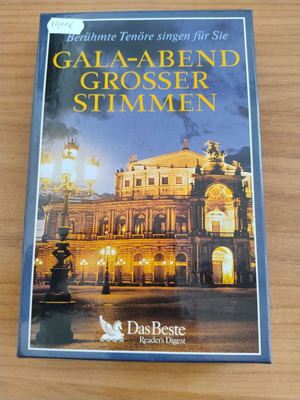 Berühmte Tenöre singen für Sie
GALA-ABEND
GROSSER
STIMMEN
Das Beste
Reader's Digest